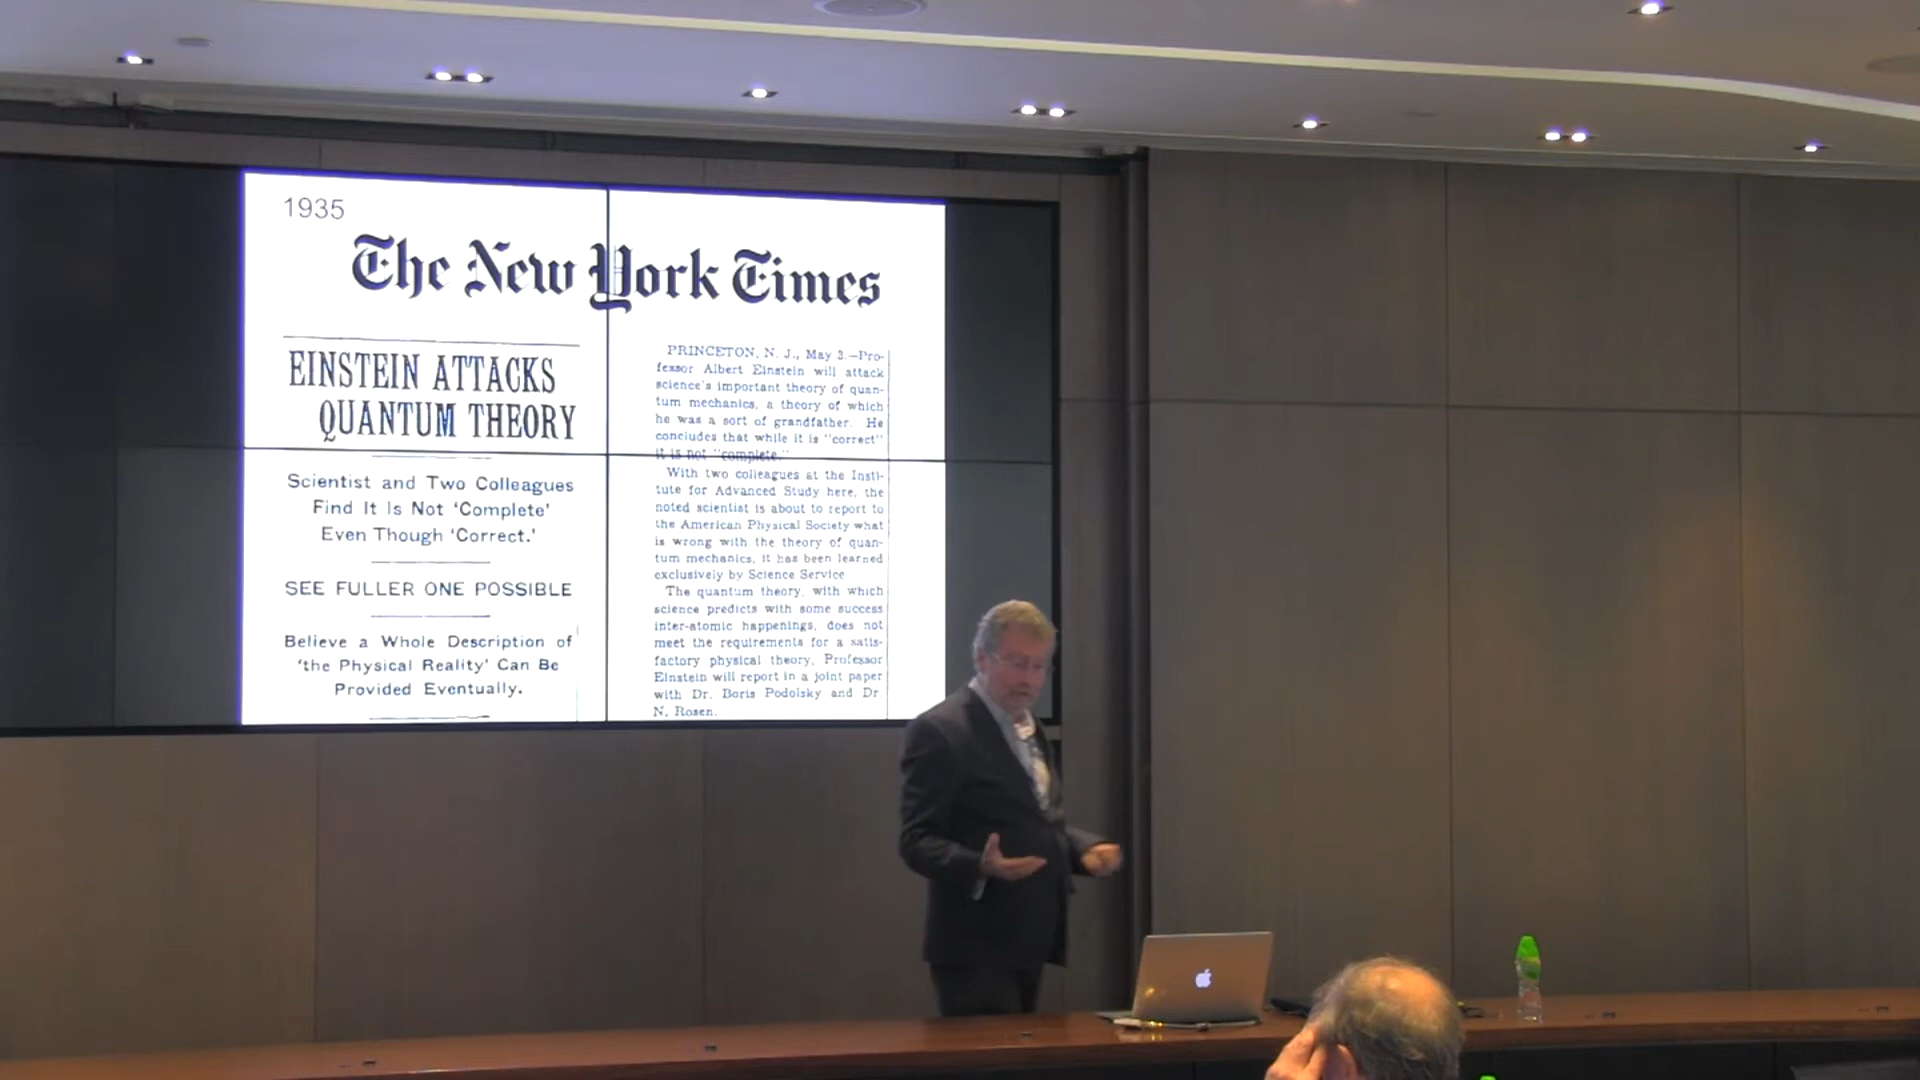 1935
The New York Times
EINSTEIN ATTACKS
QUANTUM THEORY
Scientist and Two Colleagues
Find It Is Not 'Complete'
Even Though 'Correct.'
SEE FULLER ONE POSSIBLE
Believe a Whole Description of
'the Physical Reality' Can Be
Provided Eventually.
PRINCETON, N. J., May 3.—Pro-
fessor Albert Einstein will attack
science's important theory of quan-
tum mechanics, a theory of which
he was a sort of grandfather. He
concludes that while it is "correct"
it is not "complete."
With two colleagues at the Insti-
tute for Advanced Study here, the
noted scientist is about to report to
the American Physical Society what
is wrong with the theory of quan-
tum mechanics, it has been learned
exclusively by Science Service
The quantum theory, with which
science predicts with some success
inter-atomic happenings, does not
meet the requirements for a satis-
factory physical theory, Professor
Einstein will report in a joint paper
with Dr. Boris Podolsky and Dr.
N. Rosen.